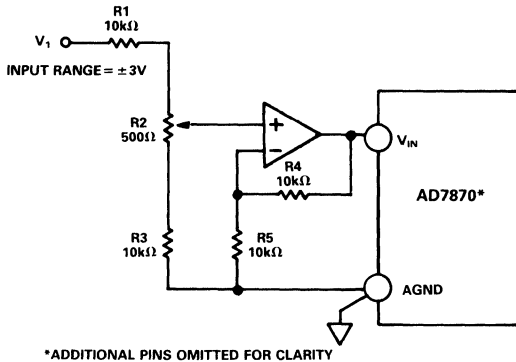 R1
10kΩ
V₁
INPUT RANGE = ±3V
R2
500Ω
+
−
R4
10kΩ
V_IN
AD7870*
R3
10kΩ
R5
10kΩ
AGND
*ADDITIONAL PINS OMITTED FOR CLARITY